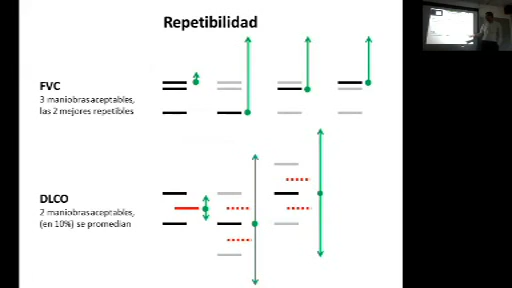 Repetibilidad
FVC
3 maniobras aceptables,
las 2 mejores repetibles
DLCO
2 maniobras aceptables,
(en 10%) se promedian